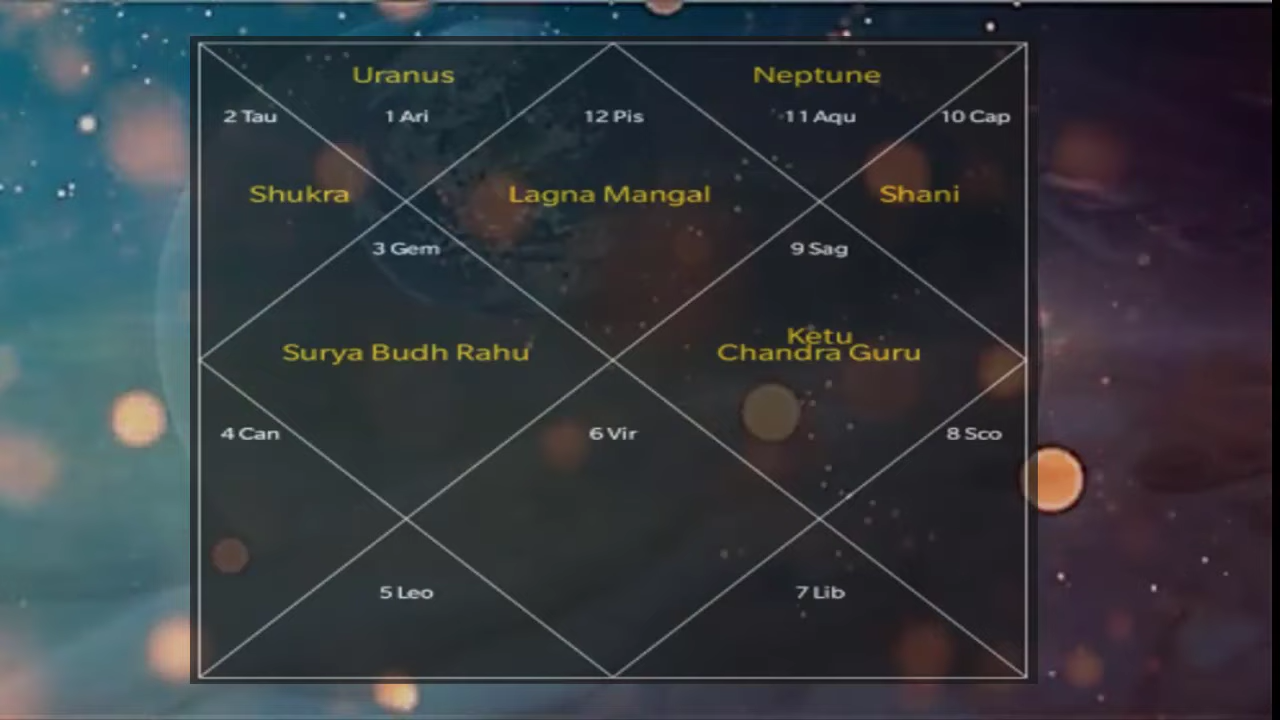 Uranus Neptune
2 Tau 1 Ari 12 Pis 11 Aqu 10 Cap
Shukra Lagna Mangal Shani
3 Gem 9 Sag
Ketu
Surya Budh Rahu Chandra Guru
4 Can 6 Vir 8 Sco
5 Leo 7 Lib